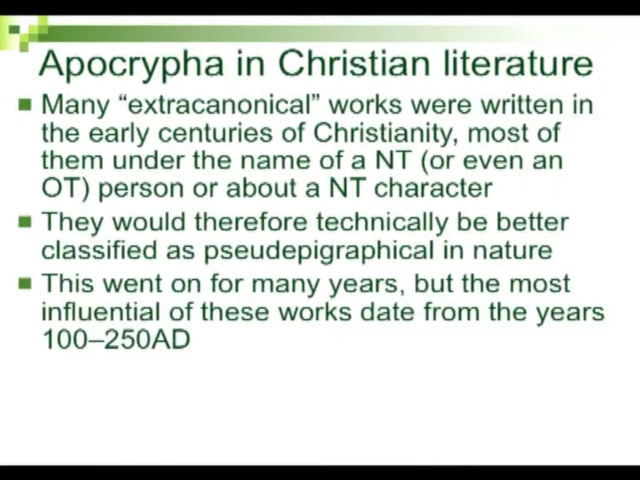 Apocrypha in Christian literature
Many “extracanonical” works were written in
the early centuries of Christianity, most of
them under the name of a NT (or even an
OT) person or about a NT character
They would therefore technically be better
classified as pseudepigraphical in nature
This went on for many years, but the most
influential of these works date from the years
100–250AD